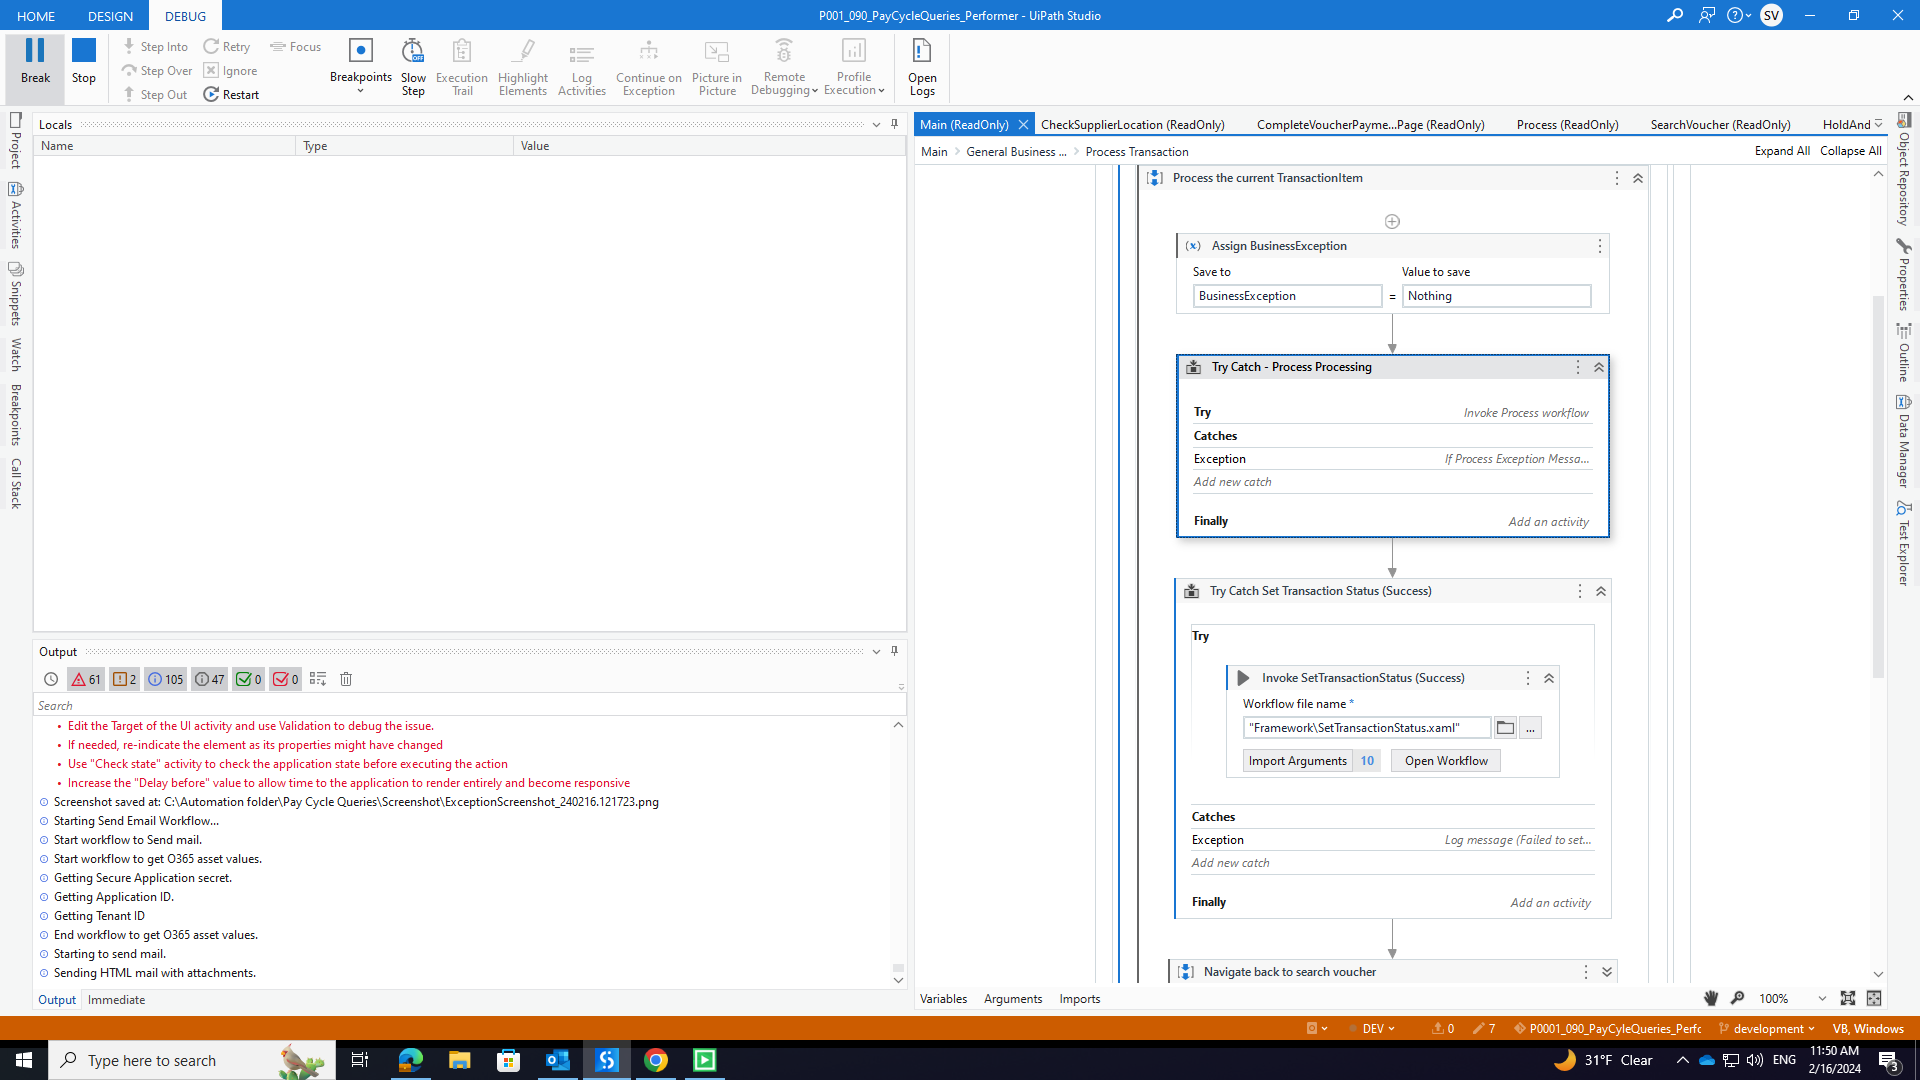 HOME DESIGN DEBUG P001_090_PayCycleQueries_Performer - UiPath Studio SV
Break
Stop
Step Into Retry Focus
Step Over Ignore
Step Out Restart
Breakpoints
Slow Step
Execution Trail
Highlight Elements
Log Activities
Continue on Exception
Picture in Picture
Remote Debugging
Profile Execution
Open Logs
Project
Activities
Snippets
Watch
Breakpoints
Call Stack
Locals
Name Type Value
Output
61 2 105 47 0 0
Search
• Edit the Target of the UI activity and use Validation to debug the issue.
• If needed, re-indicate the element as its properties might have changed
• Use "Check state" activity to check the application state before executing the action
• Increase the "Delay before" value to allow time to the application to render entirely and become responsive
Screenshot saved at: C:\Automation folder\Pay Cycle Queries\Screenshot\ExceptionScreenshot_240216.121723.png
Starting Send Email Workflow...
Start workflow to Send mail.
Start workflow to get O365 asset values.
Getting Secure Application secret.
Getting Application ID.
Getting Tenant ID
End workflow to get O365 asset values.
Starting to send mail.
Sending HTML mail with attachments.
Output Immediate
Main (ReadOnly) CheckSupplierLocation (ReadOnly) CompleteVoucherPayme...Page (ReadOnly) Process (ReadOnly) SearchVoucher (ReadOnly) HoldAnd
Main General Business ... Process Transaction Expand All Collapse All
Process the current TransactionItem
Assign BusinessException
Save to Value to save
BusinessException = Nothing
Try Catch - Process Processing
Try Invoke Process workflow
Catches
Exception If Process Exception Messa...
Add new catch
Finally Add an activity
Try Catch Set Transaction Status (Success)
Try
Invoke SetTransactionStatus (Success)
Workflow file name *
"Framework\SetTransactionStatus.xaml" ...
Import Arguments 10 Open Workflow
Catches
Exception Log message (Failed to set...
Add new catch
Finally Add an activity
Navigate back to search voucher
Variables Arguments Imports 100%
Object Repository
Properties
Outline
Data Manager
Test Explorer
DEV 0 7 P0001_090_PayCyleQueries_Perfc development VB, Windows
Type here to search 31°F Clear ENG 11:50 AM
2/16/2024 3